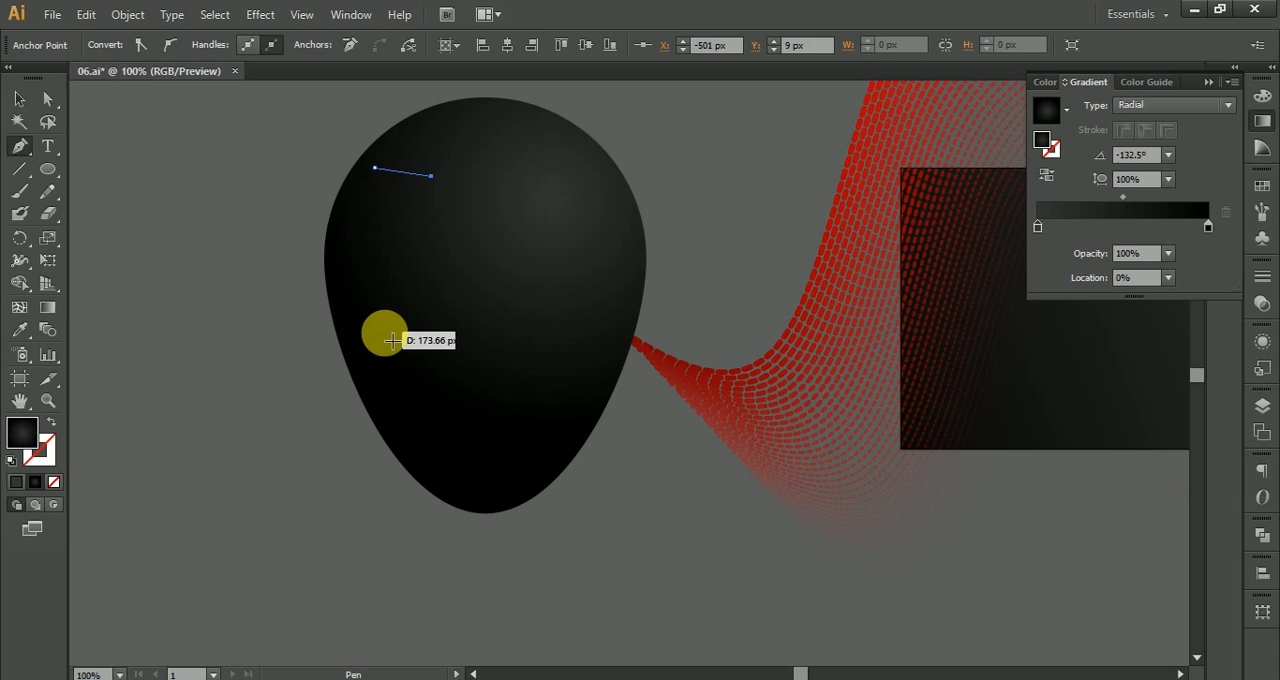 Ai File Edit Object Type Select Effect View Window Help Br Essentials
Anchor Point Convert: Handles: Anchors: X: -501 px Y: 9 px W: 0 px H: 0 px
06.ai* @ 100% (RGB/Preview) ×
Color Gradient Color Guide
Type: Radial
Stroke:
-132.5°
100%
Opacity: 100%
Location: 0%
D: 173.66 px
100% 1 Pen